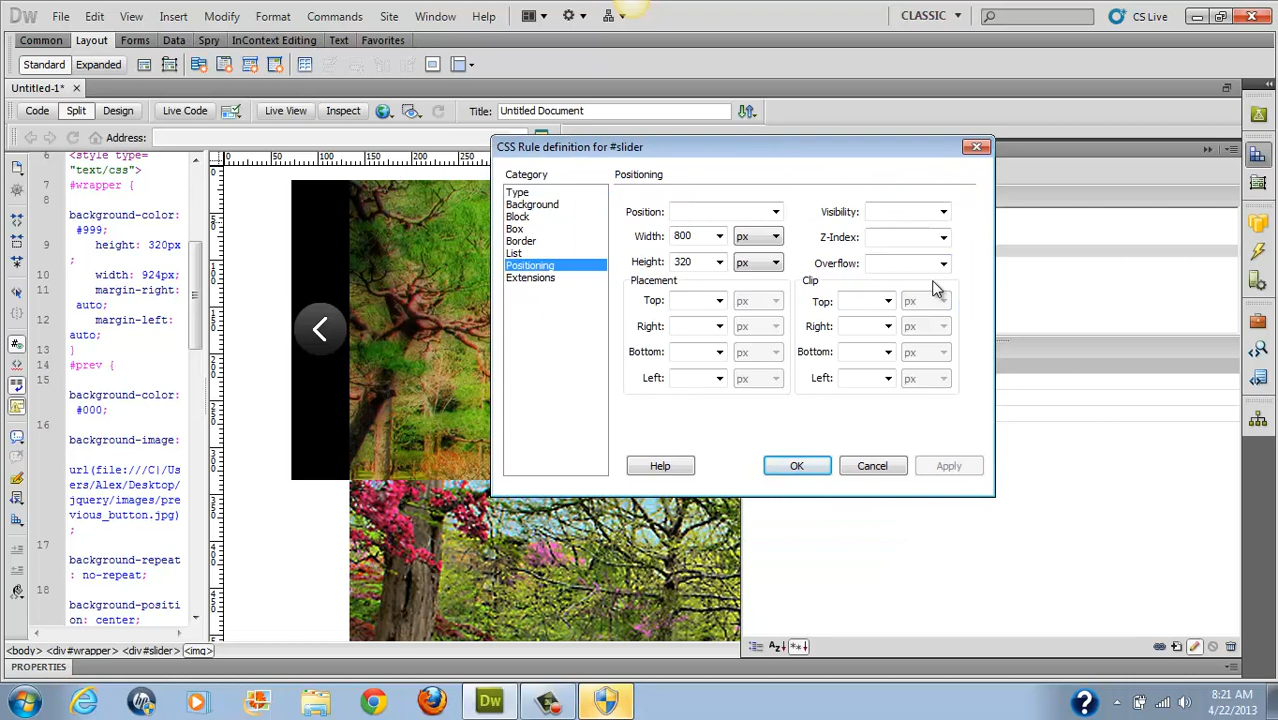 Dw File Edit View Insert Modify Format Commands Site Window Help CLASSIC CS Live
Common Layout Forms Data Spry InContext Editing Text Favorites
Standard Expanded
Untitled-1*
Code Split Design Live Code Live View Inspect Title: Untitled Document
Address:
6 <style type=
"text/css">
7 #wrapper {
8
background-color:
#999;
9 height: 320px
;
10 width: 924px;
11 margin-right:
auto;
12 margin-left:
auto;
13 }
14 #prev {
15
background-color:
#000;
16
background-image:
url(file:///C|/Us
ers/Alex/Desktop/
jquery/images/pre
vious_button.jpg)
;
17
background-repeat
: no-repeat;
18
background-positi
on: center;
0 50 100 150 200 250
CSS Rule definition for #slider
Category
Type
Background
Block
Box
Border
List
Positioning
Extensions
Positioning
Position: Visibility:
Width: 800 px Z-Index:
Height: 320 px Overflow:
Placement Clip
Top: px Top: px
Right: px Right: px
Bottom: px Bottom: px
Left: px Left: px
Help OK Cancel Apply
<body> <div#wrapper> <div#slider> <img>
PROPERTIES
Dw
8:21 AM
4/22/2013